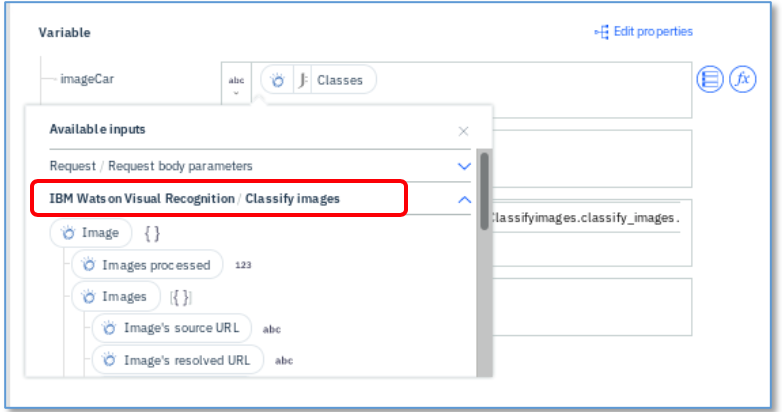 Variable
Edit properties
imageCar
abc
Classes
fx
Available inputs
Request / Request body parameters
IBM Watson Visual Recognition / Classify images
Classifyimages.classify_images.
Image { }
Images processed 123
Images [{ }]
Image's source URL abc
Image's resolved URL abc